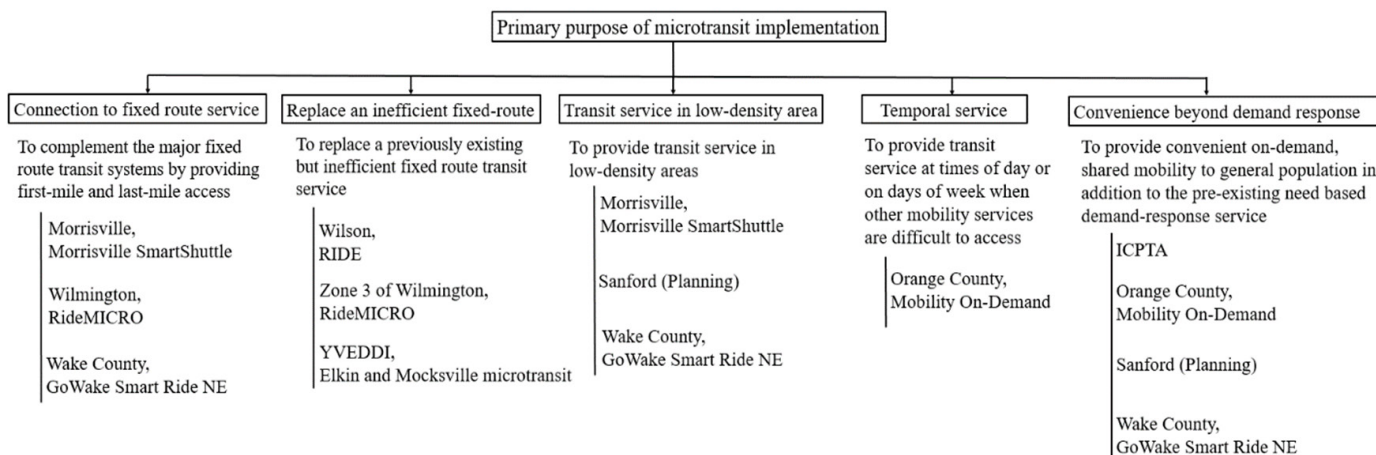 Primary purpose of microtransit implementation
Connection to fixed route service
To complement the major fixed
route transit systems by providing
first-mile and last-mile access
Morrisville,
Morrisville SmartShuttle
Wilmington,
RideMICRO
Wake County,
GoWake Smart Ride NE
Replace an inefficient fixed-route
To replace a previously existing
but inefficient fixed route transit
service
Wilson,
RIDE
Zone 3 of Wilmington,
RideMICRO
YVEDDI,
Elkin and Mocksville microtransit
Transit service in low-density area
To provide transit service in
low-density areas
Morrisville,
Morrisville SmartShuttle
Sanford (Planning)
Wake County,
GoWake Smart Ride NE
Temporal service
To provide transit
service at times of day or
on days of week when
other mobility services
are difficult to access
Orange County,
Mobility On-Demand
Convenience beyond demand response
To provide convenient on-demand,
shared mobility to general population in
addition to the pre-existing need based
demand-response service
ICPTA
Orange County,
Mobility On-Demand
Sanford (Planning)
Wake County,
GoWake Smart Ride NE